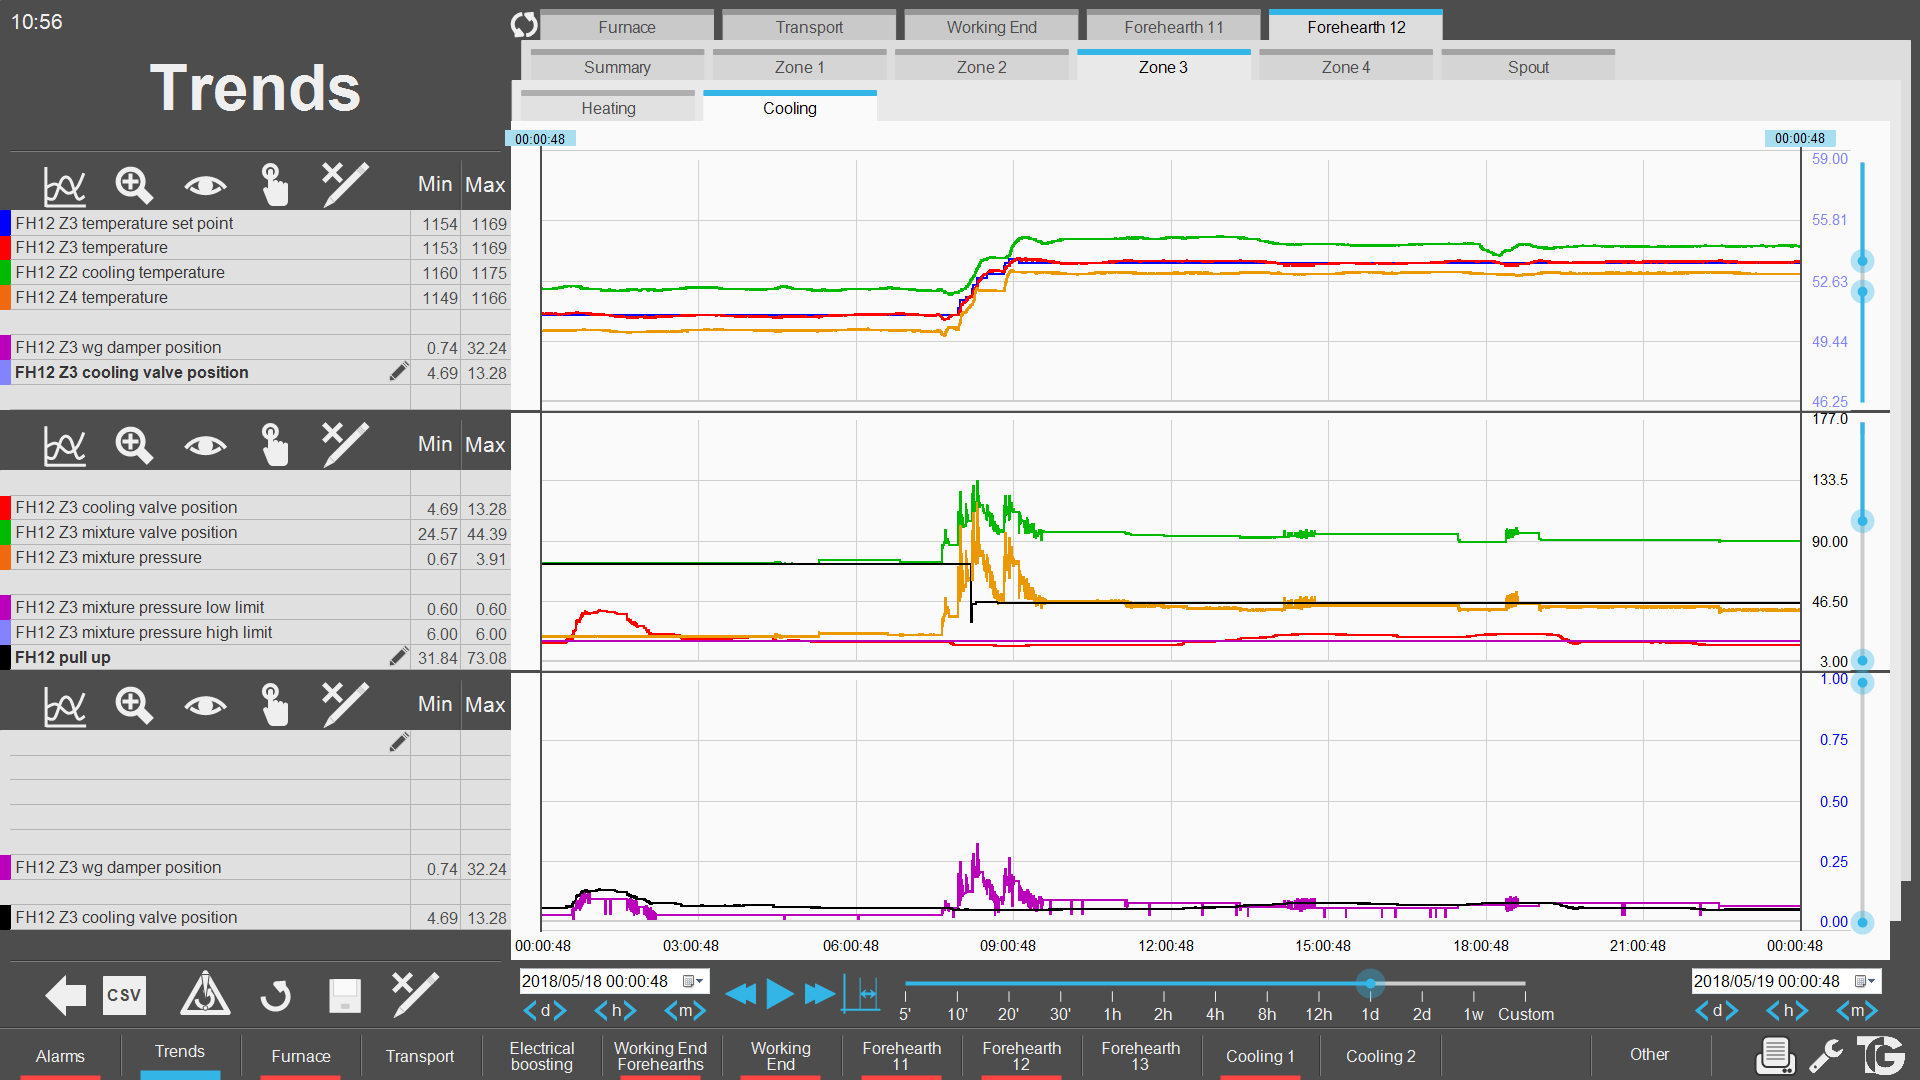 10:56
Trends
Furnace Transport Working End Forehearth 11 Forehearth 12
Summary Zone 1 Zone 2 Zone 3 Zone 4 Spout
Heating Cooling
00:00:48 00:00:48
Min Max
FH12 Z3 temperature set point 1154 1169
FH12 Z3 temperature 1153 1169
FH12 Z2 cooling temperature 1160 1175
FH12 Z4 temperature 1149 1166
FH12 Z3 wg damper position 0.74 32.24
FH12 Z3 cooling valve position 4.69 13.28
59.00
55.81
52.63
49.44
46.25
Min Max
FH12 Z3 cooling valve position 4.69 13.28
FH12 Z3 mixture valve position 24.57 44.39
FH12 Z3 mixture pressure 0.67 3.91
FH12 Z3 mixture pressure low limit 0.60 0.60
FH12 Z3 mixture pressure high limit 6.00 6.00
FH12 pull up 31.84 73.08
177.0
133.5
90.00
46.50
3.00
Min Max
FH12 Z3 wg damper position 0.74 32.24
FH12 Z3 cooling valve position 4.69 13.28
1.00
0.75
0.50
0.25
0.00
00:00:48 03:00:48 06:00:48 09:00:48 12:00:48 15:00:48 18:00:48 21:00:48 00:00:48
CSV
2018/05/18 00:00:48
d h m
5' 10' 20' 30' 1h 2h 4h 8h 12h 1d 2d 1w Custom
2018/05/19 00:00:48
d h m
Alarms
Trends
Furnace
Transport
Electrical
boosting
Working End
Forehearths
Working
End
Forehearth
11
Forehearth
12
Forehearth
13
Cooling 1
Cooling 2
Other
TG